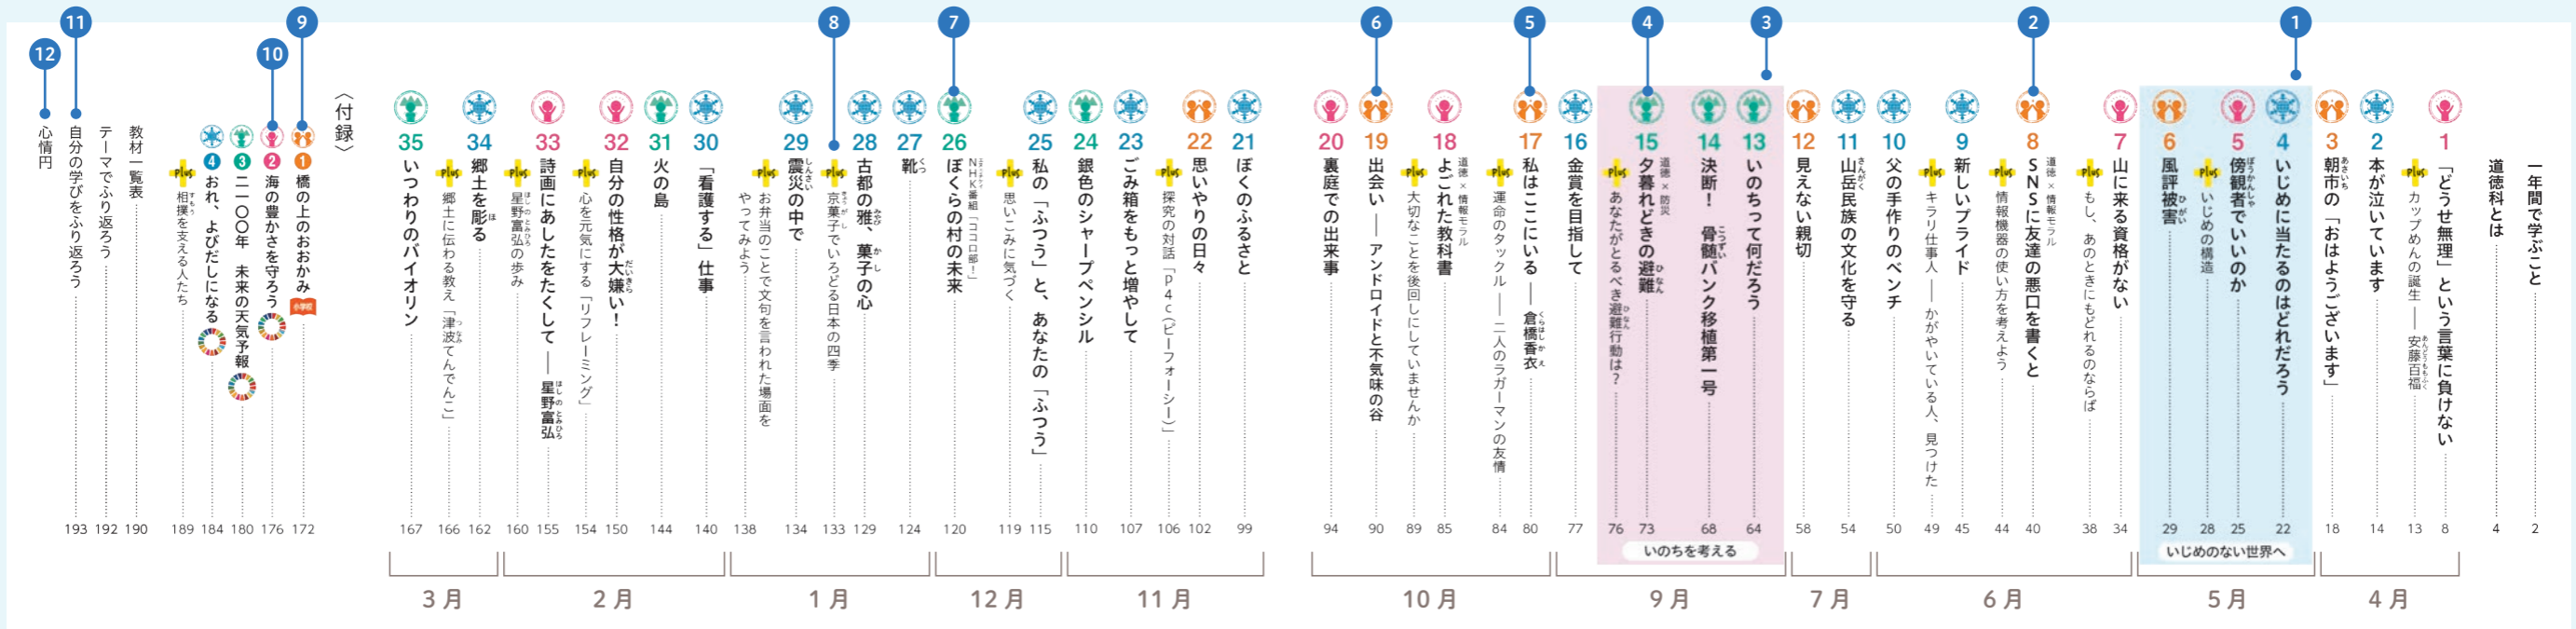 一年間で学ぶこと 2
道徳科とは 4
1 「どうせ無理」という言葉に負けない 8
plus カップめんの誕生 ── 安藤百福 13
2 本が泣いています 14
3 朝市の「おはようございます」 18
4月
1
4 いじめに当たるのはどれだろう 22
5 傍観者でいいのか 25
plus いじめの構造 28
6 風評被害 29
いじめのない世界へ
5月
7 山に来る資格がない 34
plus もし、あのときにもどれるのならば 38
2
道徳 × 情報モラル
8 SNSに友達の悪口を書くと 40
plus 情報機器の使い方を考えよう 44
9 新しいプライド 45
plus キラリ仕事人 ── かがやいている人、見つけた 49
10 父の手作りのベンチ 50
6月
11 山岳民族の文化を守る 54
12 見えない親切 58
7月
3
13 いのちって何だろう 64
14 決断！ 骨髄バンク移植第一号 68
4
道徳 × 防災
15 夕暮れどきの避難 73
plus あなたがとるべき避難行動は？ 76
いのちを考える
16 金賞を目指して 77
9月
5
17 私はここにいる ── 倉橋香衣 80
plus 運命のタックル ── 二人のラガーマンの友情 84
道徳 × 情報モラル
18 よごれた教科書 85
plus 大切なことを後回しにしていませんか 89
6
19 出会い ── アンドロイドと不気味の谷 90
20 裏庭での出来事 94
10月
21 ぼくのふるさと 99
22 思いやりの日々 102
plus 探究の対話「p4c（ピーフォーシー）」 106
23 ごみ箱をもっと増やして 107
24 銀色のシャープペンシル 110
11月
25 私の「ふつう」と、あなたの「ふつう」 115
plus 思いこみに気づく 119
7
NHK番組「ココロ部！」
26 ぼくらの村の未来 120
12月
27 靴 124
28 古都の雅、菓子の心 129
8
plus 京菓子でいろどる日本の四季 133
29 震災の中で 134
plus お弁当のことで文句を言われた場面を
やってみよう 138
1月
30 「看護する」仕事 140
31 火の島 144
32 自分の性格が大嫌い！ 150
plus 心を元気にする「リフレーミング」 154
33 詩画にあしたをたくして ── 星野富弘 155
plus 星野富弘の歩み 160
2月
34 郷土を彫る 162
plus 郷土に伝わる教え「津波てんでんこ」 166
35 いつわりのバイオリン 167
3月
〈付録〉
9
1 橋の上のおおかみ 小学校 172
10
2 海の豊かさを守ろう 176
3 二一〇〇年 未来の天気予報 180
4 おれ、よびだしになる 184
plus 相撲を支える人たち 189
教材一覧表 190
テーマでふり返ろう 192
11
自分の学びをふり返ろう 193
12
心情円